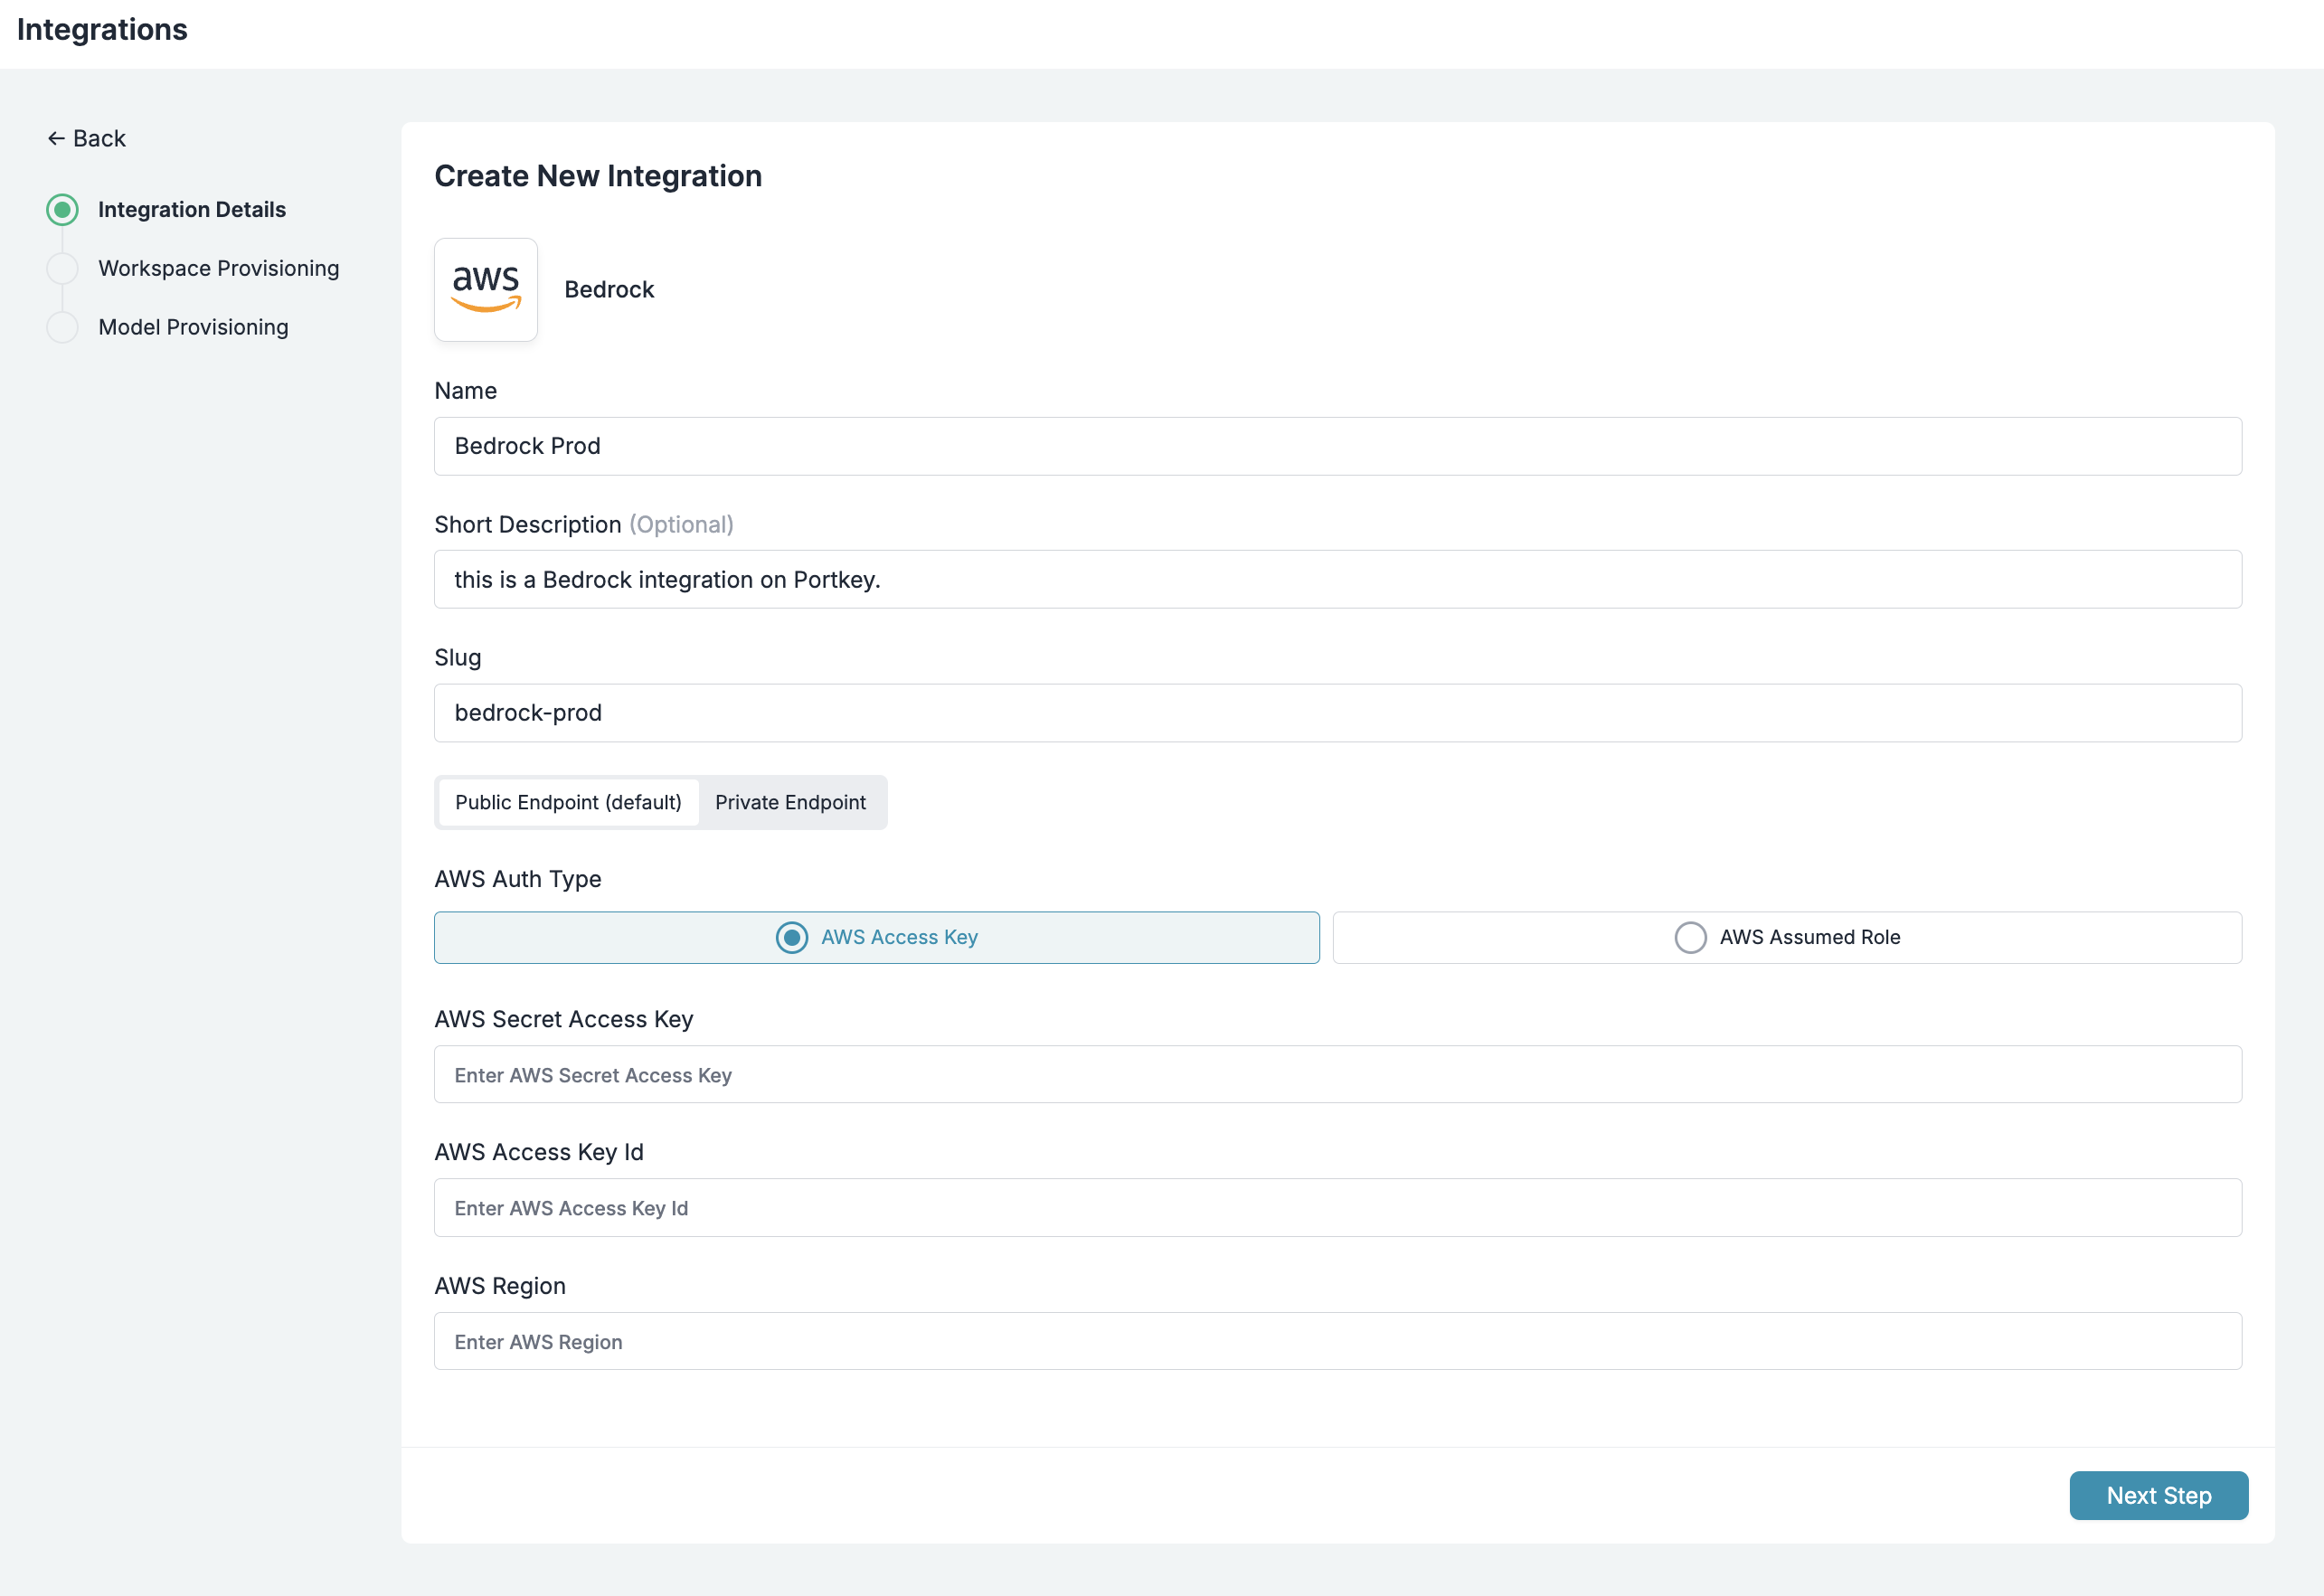 Integrations
← Back
Integration Details
Workspace Provisioning
Model Provisioning
Create New Integration
aws
Bedrock
Name
Bedrock Prod
Short Description (Optional)
this is a Bedrock integration on Portkey.
Slug
bedrock-prod
Public Endpoint (default) Private Endpoint
AWS Auth Type
AWS Access Key AWS Assumed Role
AWS Secret Access Key
Enter AWS Secret Access Key
AWS Access Key Id
Enter AWS Access Key Id
AWS Region
Enter AWS Region
Next Step